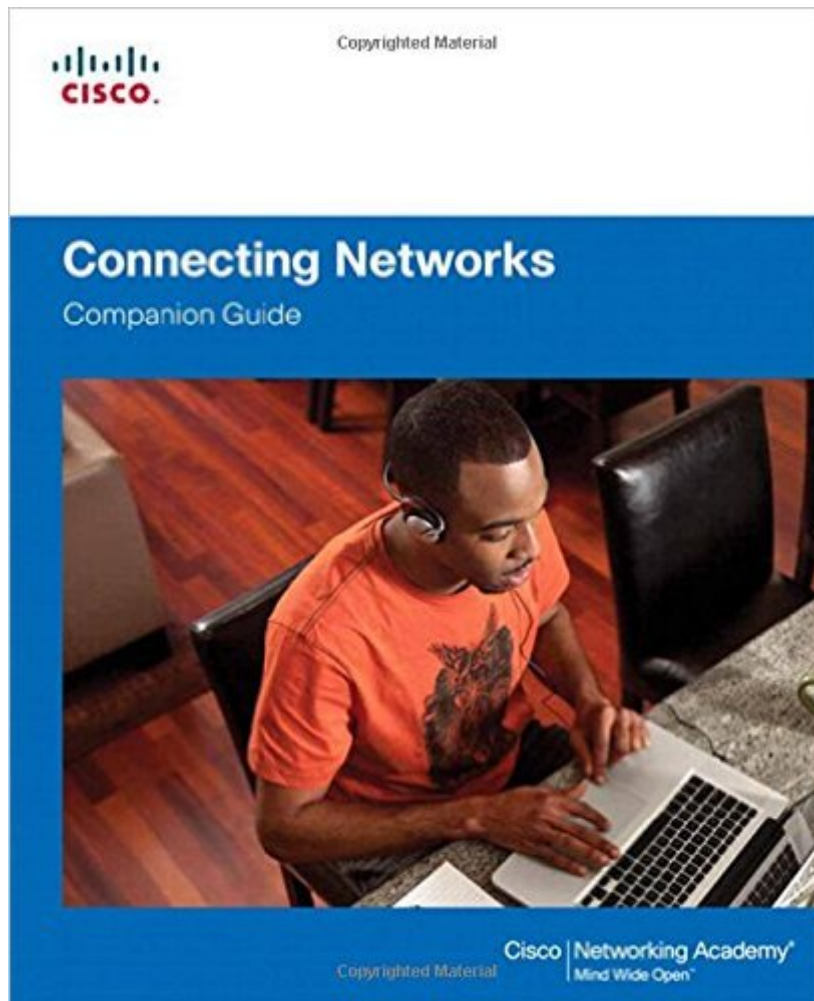 Copyrighted Material
CISCO.
Connecting Networks
Companion Guide
Cisco Networking Academy®
Mind Wide Open™
Copyrighted Material